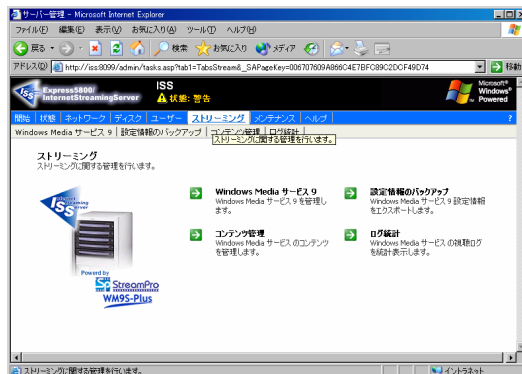 サーバー管理 - Microsoft Internet Explorer
ファイル(F) 編集(E) 表示(V) お気に入り(A) ツール(T) ヘルプ(H)
戻る 検索 お気に入り メディア
アドレス(D) http://iss:8099/admin/tasks.asp?tab1=TabsStream&_SAPageKey=006707609A866C4E7BFC89C2DCF49D74 移動
Express5800/
InternetStreamingServer
ISS
状態: 警告
Microsoft®
Windows®
Powered
開始 状態 ネットワーク ディスク ユーザー ストリーミング メンテナンス ヘルプ ?
Windows Media サービス 9 | 設定情報のバックアップ | コンテンツ管理 | ログ統計 |
ストリーミングに関する管理を行います。
ストリーミング
ストリーミングに関する管理を行います。
Internet
Streaming
Server
ISS
Powered by
StreamPro
WM9S-Plus
Windows Media サービス 9
Windows Media サービス 9 を管理します。
設定情報のバックアップ
Windows Media サービス 9 設定情報をエクスポートします。
コンテンツ管理
Windows Media サービス のコンテンツを管理します。
ログ統計
Windows Media サービス の視聴ログを統計表示します。
ストリーミングに関する管理を行います。
イントラネット